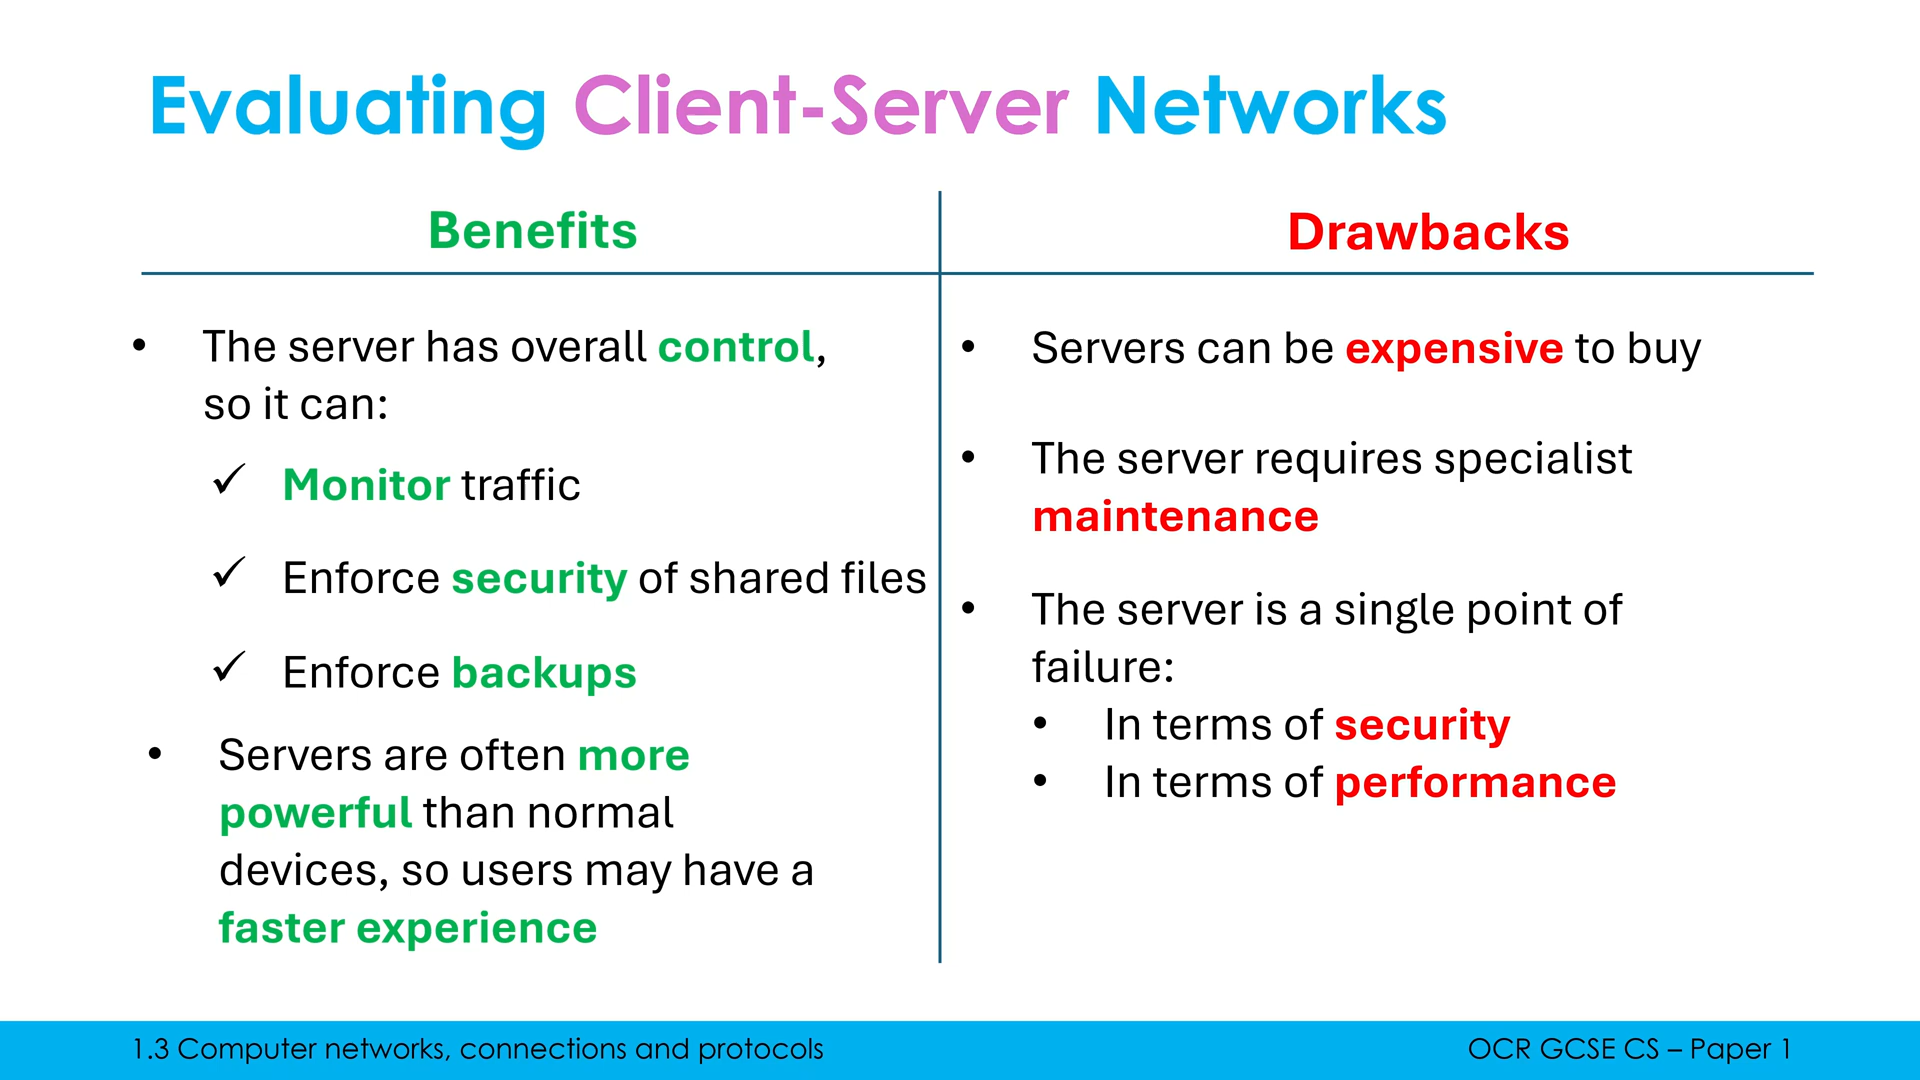 Evaluating Client-Server Networks
Benefits
• The server has overall control,
so it can:
✓ Monitor traffic
✓ Enforce security of shared files
✓ Enforce backups
• Servers are often more
powerful than normal
devices, so users may have a
faster experience
Drawbacks
• Servers can be expensive to buy
• The server requires specialist
maintenance
• The server is a single point of
failure:
• In terms of security
• In terms of performance
1.3 Computer networks, connections and protocols
OCR GCSE CS – Paper 1